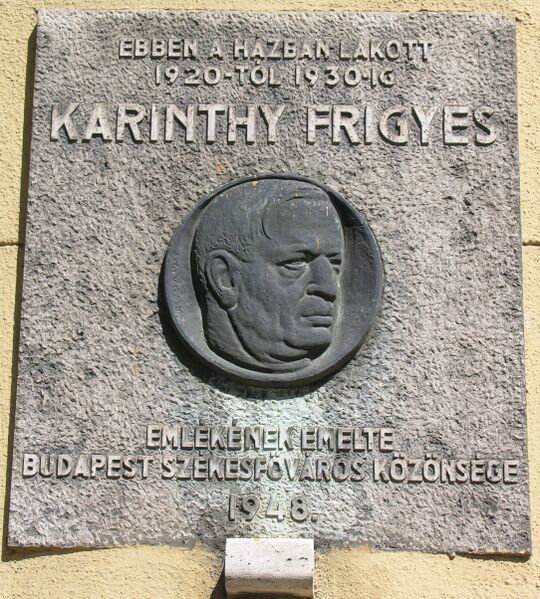 EBBEN A HÁZBAN LAKOTT
1920-TÓL 1930-IG
KARINTHY FRIGYES
EMLÉKÉNEK EMELTE
BUDAPEST SZÉKESFŐVÁROS KÖZÖNSÉGE
1948.